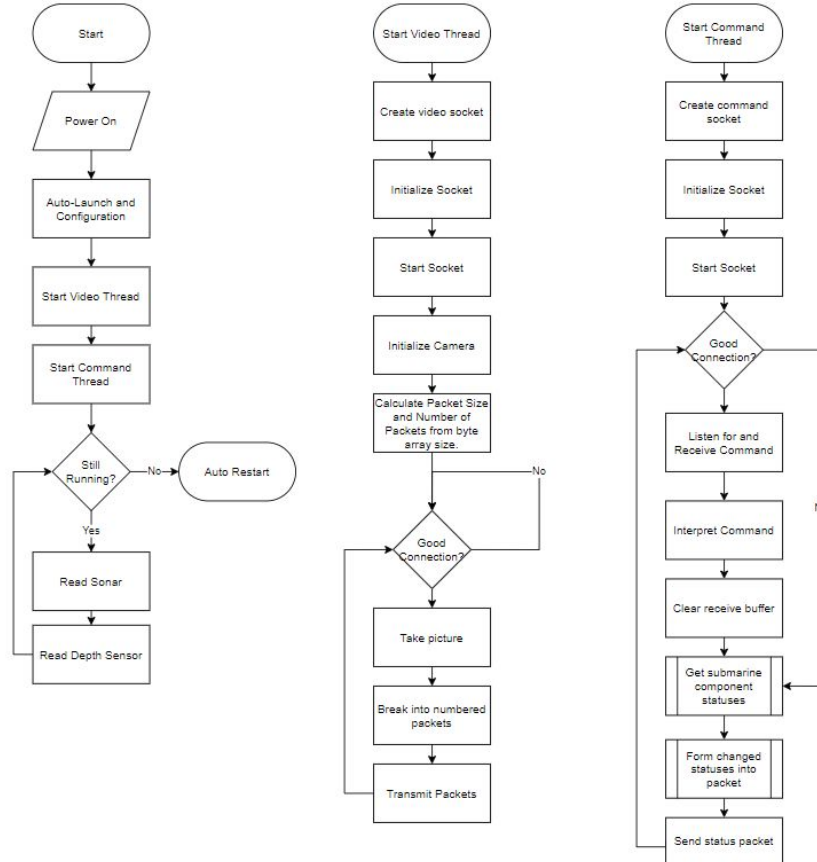 Start
Power On
Auto-Launch and
Configuration
Start Video Thread
Start Command
Thread
Still
Running?
No
Auto Restart
Yes
Read Sonar
Read Depth Sensor
Start Video Thread
Create video socket
Initialize Socket
Start Socket
Initialize Camera
Calculate Packet Size
and Number of
Packets from byte
array size.
No
Good
Connection?
Take picture
Break into numbered
packets
Transmit Packets
Start Command
Thread
Create command
socket
Initialize Socket
Start Socket
Good
Connection?
Listen for and
Receive Command
Interpret Command
Clear receive buffer
Get submarine
component
statuses
Form changed
statuses into
packet
Send status packet